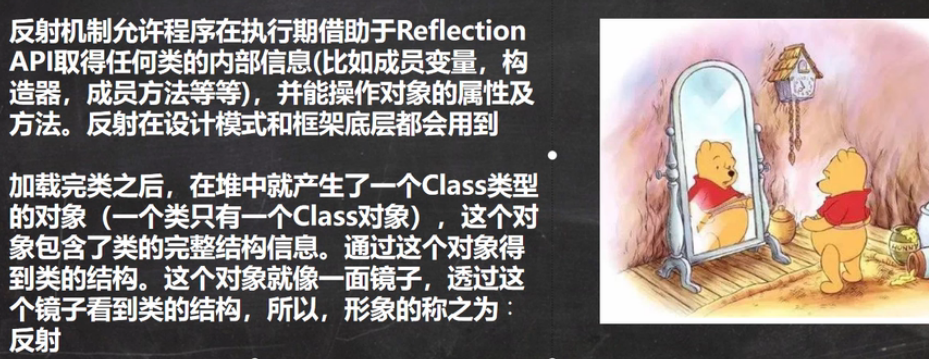 反射机制允许程序在执行期借助于Reflection
API取得任何类的内部信息(比如成员变量，构
造器，成员方法等等)，并能操作对象的属性及
方法。反射在设计模式和框架底层都会用到
加载完类之后，在堆中就产生了一个Class类型
的对象（一个类只有一个Class对象），这个对
象包含了类的完整结构信息。通过这个对象得
到类的结构。这个对象就像一面镜子，透过这
个镜子看到类的结构，所以，形象的称之为：
反射